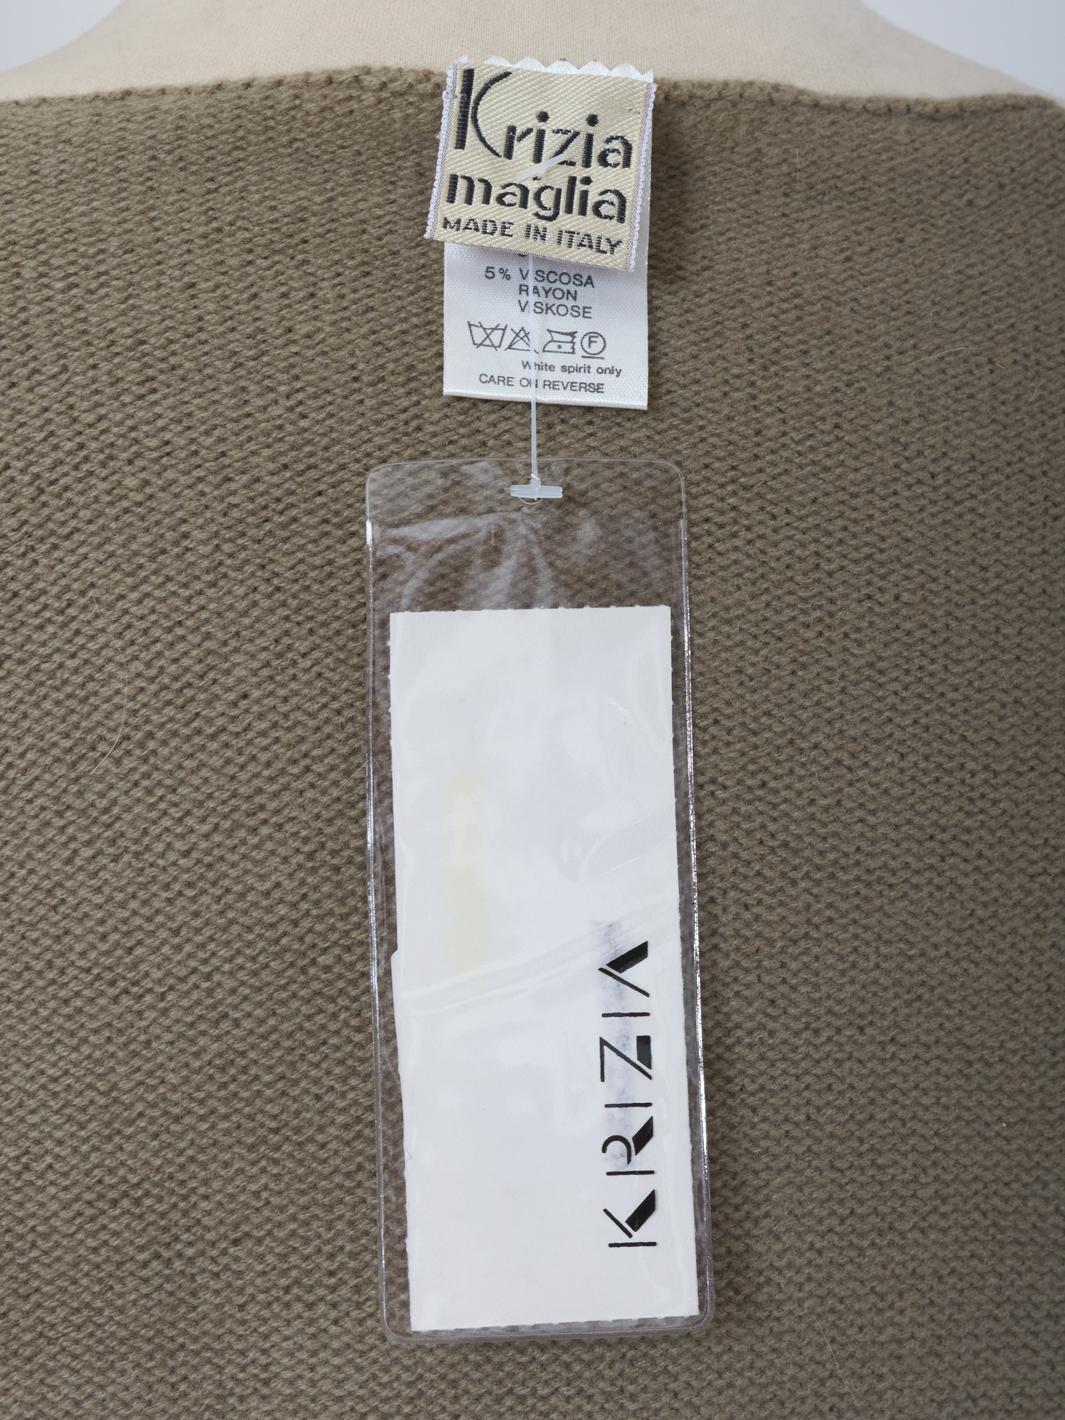 Krizia
maglia
MADE IN ITALY
5% VISCOSA
RAYON
VISKOSE
F
White spirit only
CARE ON REVERSE
KRIZIA